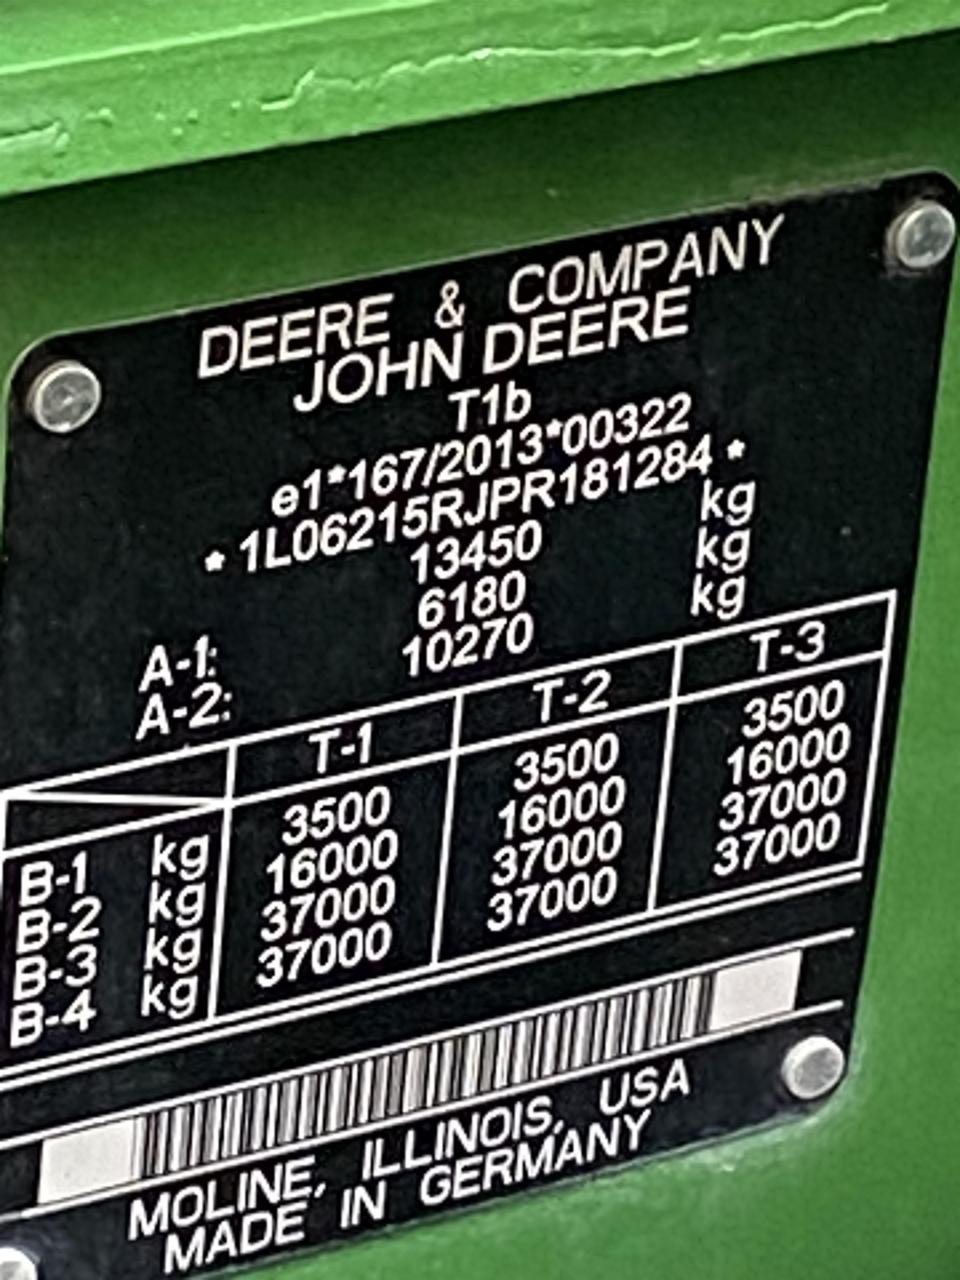 DEERE & COMPANY
JOHN DEERE
T1b
e1*167/2013*00322
* 1L06215RJPR181284 *
13450 kg
A-1: 6180 kg
A-2: 10270 kg
T-1 T-2 T-3
B-1 kg 3500 3500 3500
B-2 kg 16000 16000 16000
B-3 kg 37000 37000 37000
B-4 kg 37000 37000 37000
MOLINE, ILLINOIS, USA
MADE IN GERMANY